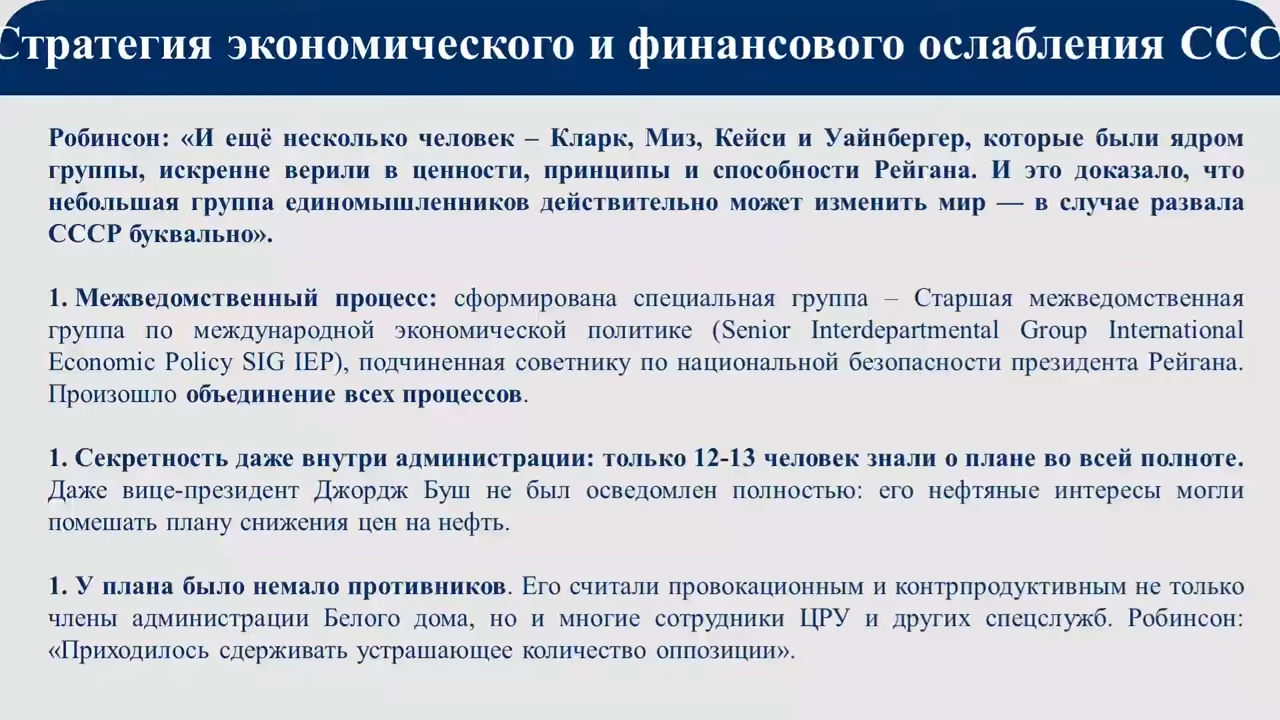 Стратегия экономического и финансового ослабления ССС
Робинсон: «И ещё несколько человек – Кларк, Миз, Кейси и Уайнбергер, которые были ядром
группы, искренне верили в ценности, принципы и способности Рейгана. И это доказало, что
небольшая группа единомышленников действительно может изменить мир — в случае развала
СССР буквально».
1. Межведомственный процесс: сформирована специальная группа – Старшая межведомственная
группа по международной экономической политике (Senior Interdepartmental Group International
Economic Policy SIG IEP), подчиненная советнику по национальной безопасности президента Рейгана.
Произошло объединение всех процессов.
1. Секретность даже внутри администрации: только 12-13 человек знали о плане во всей полноте.
Даже вице-президент Джордж Буш не был осведомлен полностью: его нефтяные интересы могли
помешать плану снижения цен на нефть.
1. У плана было немало противников. Его считали провокационным и контрпродуктивным не только
члены администрации Белого дома, но и многие сотрудники ЦРУ и других спецслужб. Робинсон:
«Приходилось сдерживать устрашающее количество оппозиции».